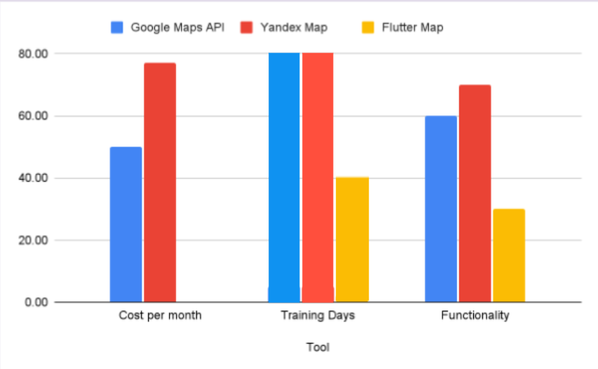 Google Maps API Yandex Map Flutter Map
80.00
60.00
40.00
20.00
0.00
Cost per month Training Days Functionality
Tool